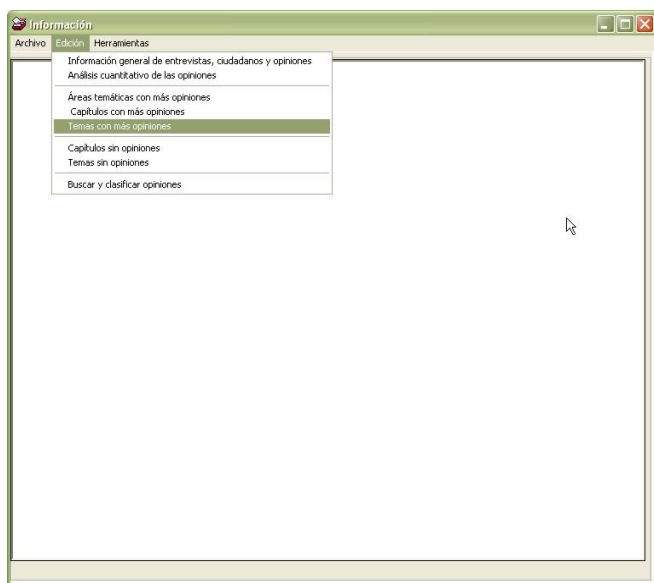 Información
Archivo Edición Herramientas
Información general de entrevistas, ciudadanos y opiniones
Análisis cuantitativo de las opiniones
Áreas temáticas con más opiniones
Capítulos con más opiniones
Temas con más opiniones
Capítulos sin opiniones
Temas sin opiniones
Buscar y clasificar opiniones